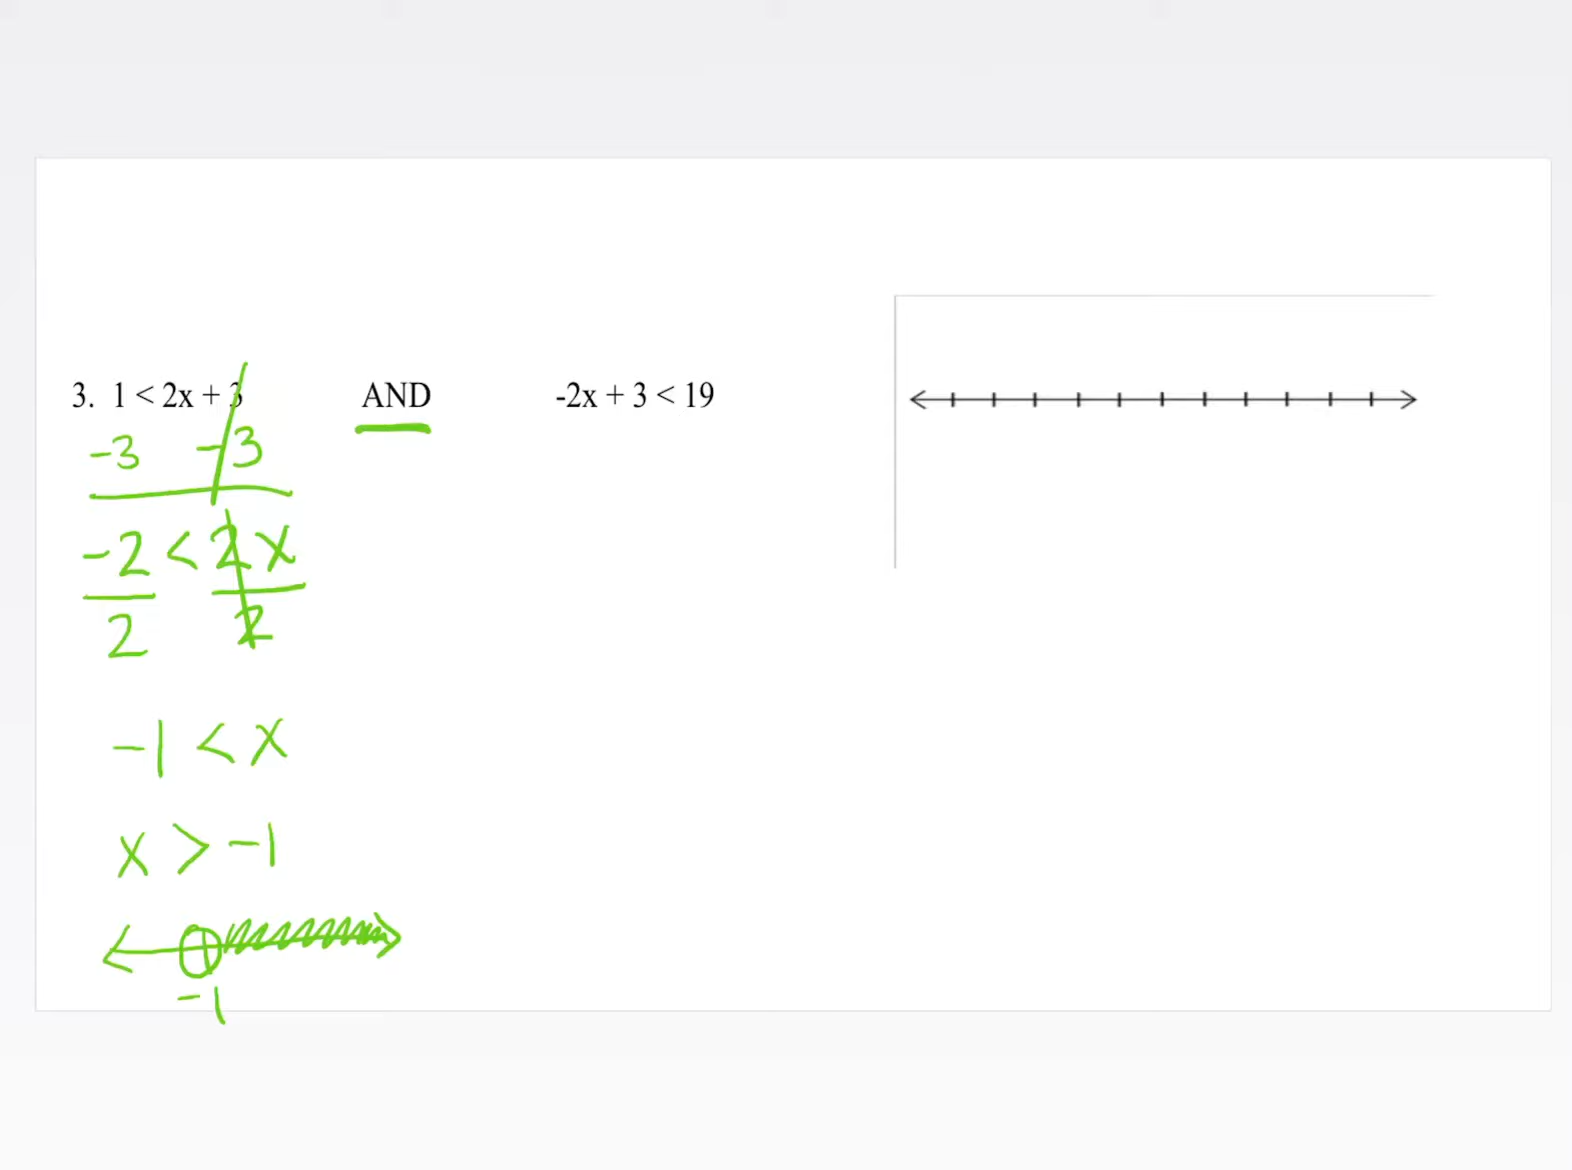 3. 1 < 2x + 3 AND -2x + 3 < 19
-3 -3
-2 < 2x
2 2
-1 < x
x > -1
-1